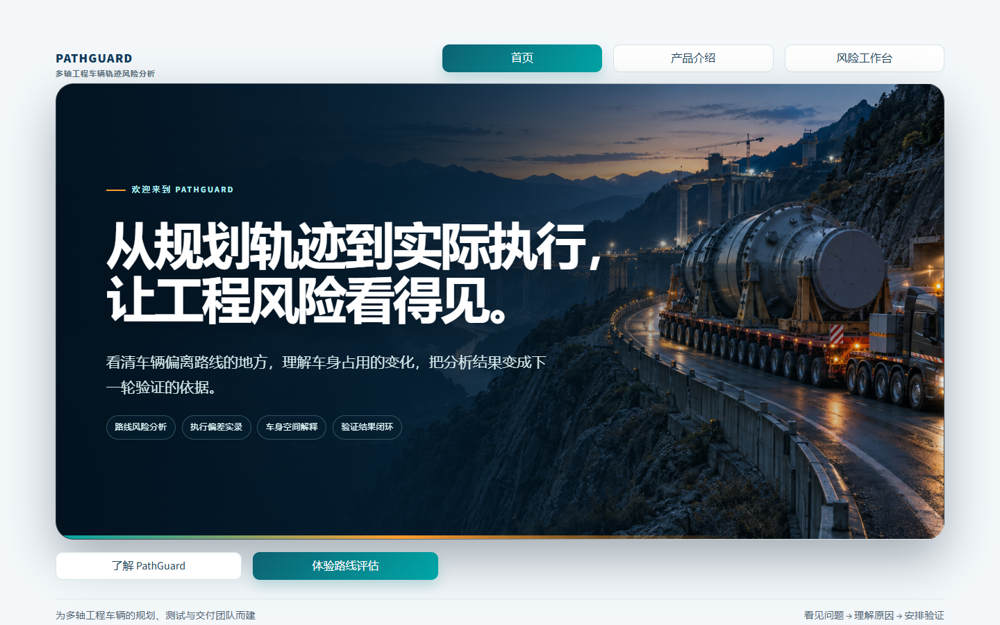 PATHGUARD
多轴工程车辆轨迹风险分析
首页
产品介绍
风险工作台
欢迎来到 PATHGUARD
从规划轨迹到实际执行，
让工程风险看得见。
看清车辆偏离路线的地方，理解车身占用的变化，把分析结果变成下
一轮验证的依据。
路线风险分析
执行偏差实录
车身空间解释
验证结果闭环
了解 PathGuard
体验路线评估
为多轴工程车辆的规划、测试与交付团队而建
看见问题 → 理解原因 → 安排验证